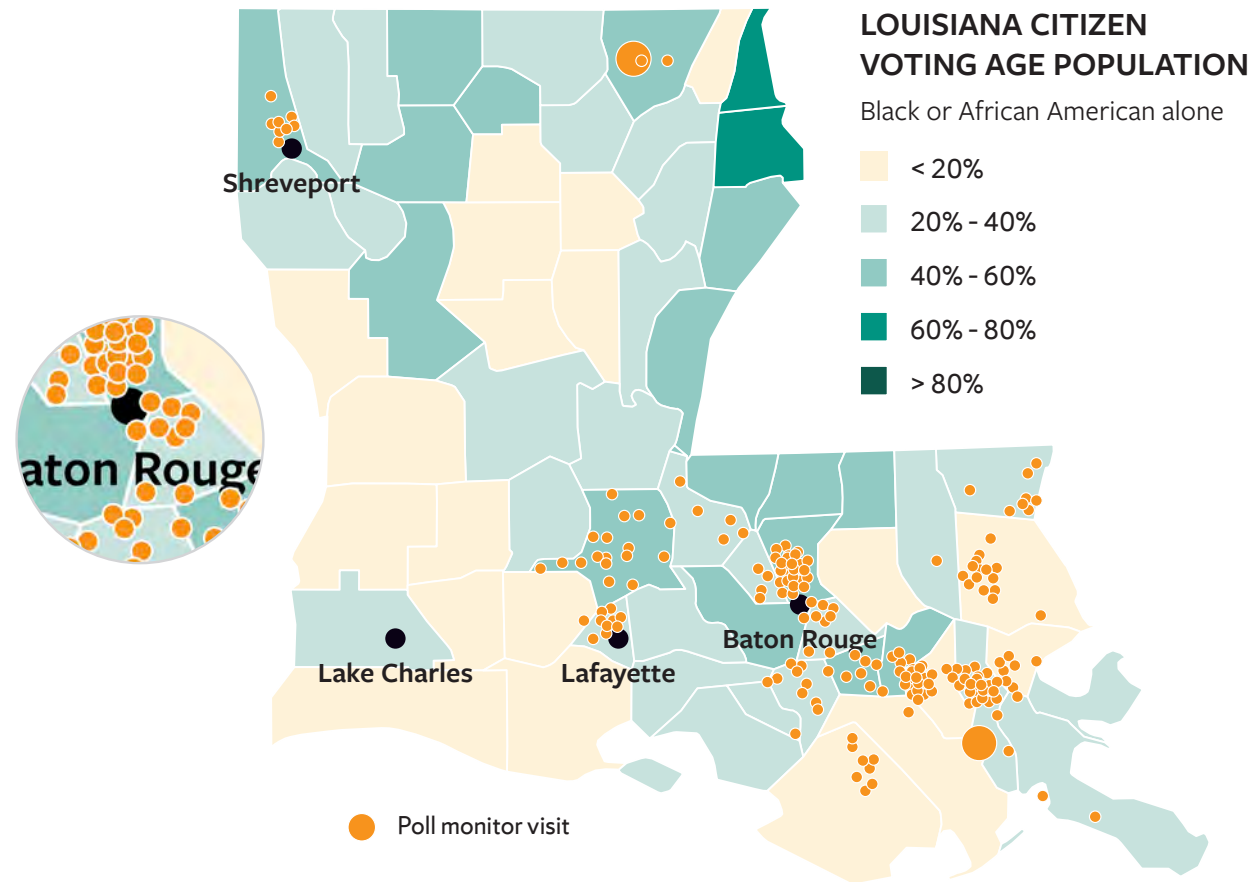 LOUISIANA CITIZEN
VOTING AGE POPULATION
Black or African American alone
< 20%
20% - 40%
40% - 60%
60% - 80%
> 80%
Shreveport
aton Rouge
Baton Rouge
Lake Charles
Lafayette
Poll monitor visit